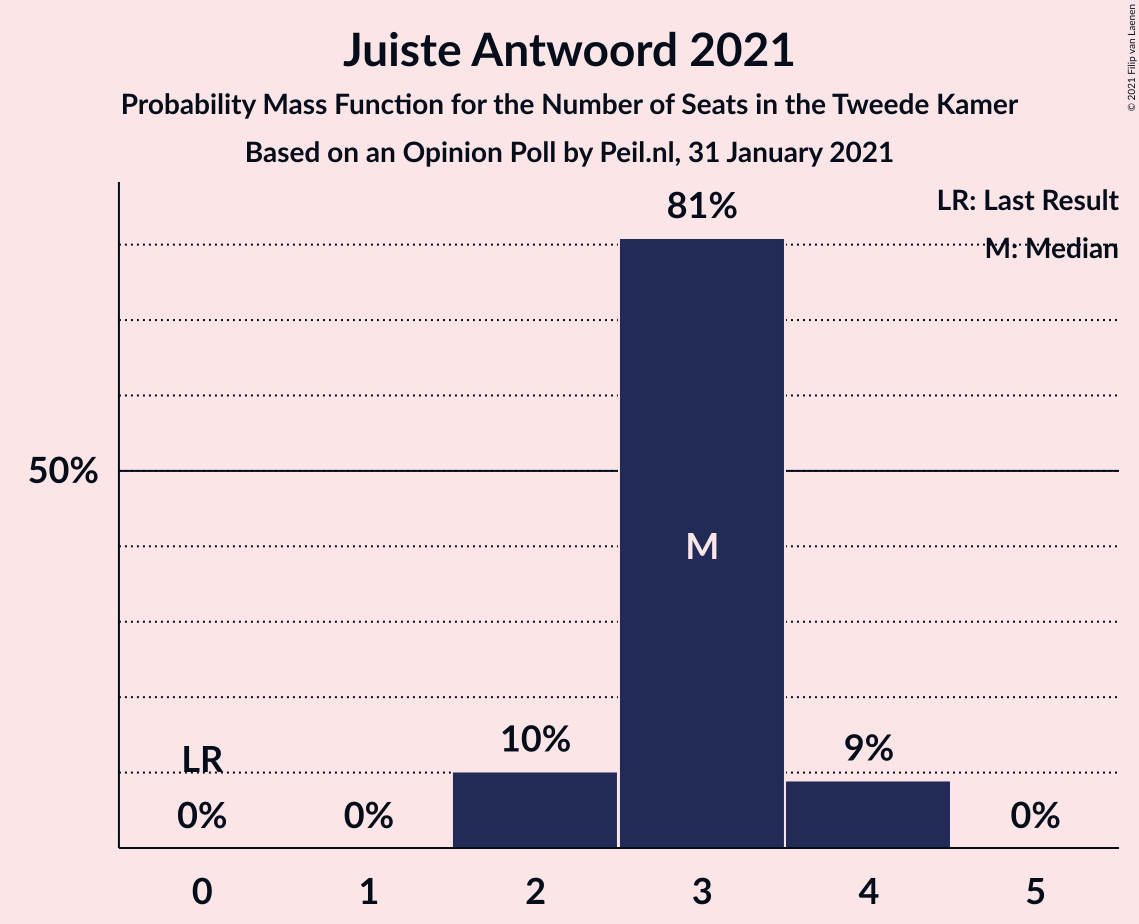 Juiste Antwoord 2021
Probability Mass Function for the Number of Seats in the Tweede Kamer
Based on an Opinion Poll by Peil.nl, 31 January 2021
© 2021 Filip van Laenen
LR: Last Result
M: Median
81%
50%
M
10%
9%
LR
0%
0%
0%
0 1 2 3 4 5